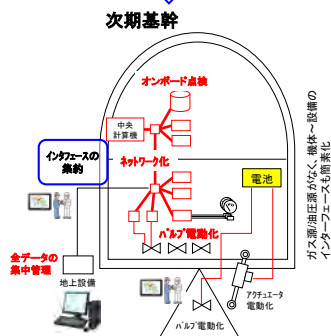 次期基幹
オンボード点検
中央
計算機
インタフェースの
集約
ネットワーク化
電池
バルブ電動化
全データの
集中管理
地上設備
アクチュエータ
電動化
バルブ電動化
ガス源/油圧源がなく、機体～設備の
インターフェースも簡素化